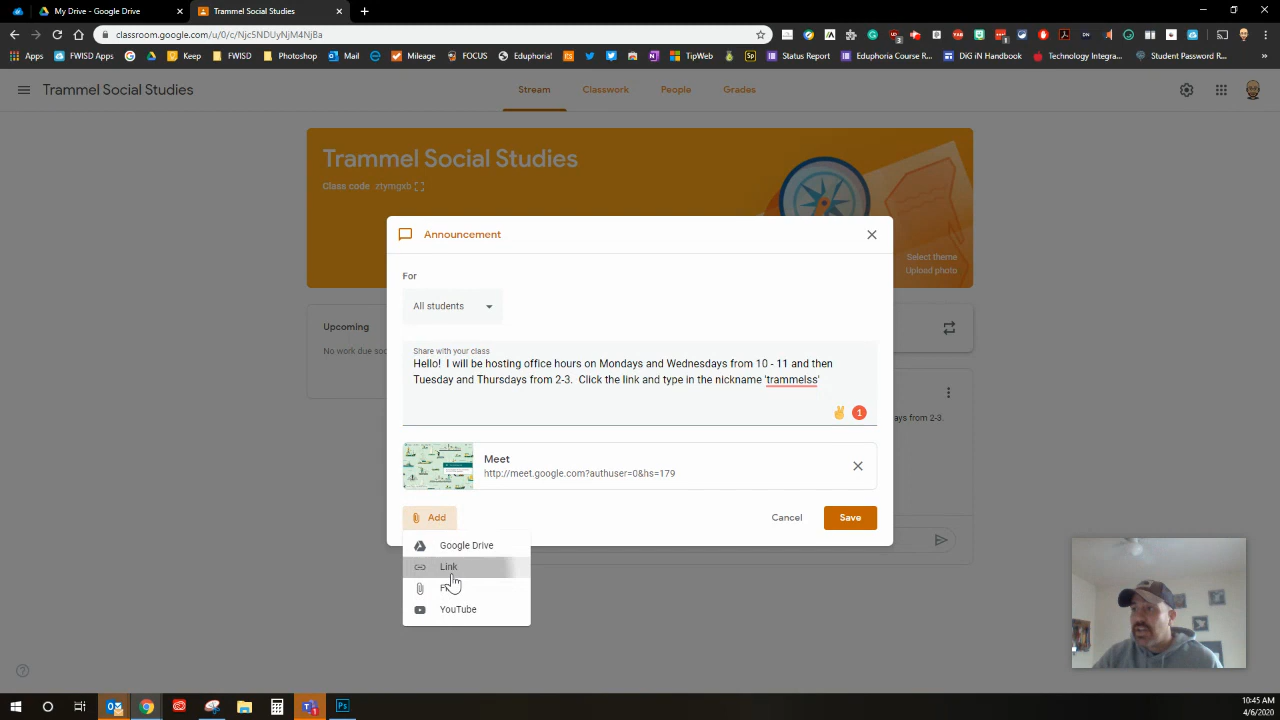 My Drive - Google Drive
Trammel Social Studies
classroom.google.com/u/0/c/Njc5NDUyNjM4NjBa
Apps
FWISD Apps
Keep
FWISD
Photoshop
Mail
Mileage
FOCUS
Eduphoria!
TipWeb
Status Report
Eduphoria Course R...
DiG iN Handbook
Technology Integra...
Student Password R...
Trammel Social Studies
Stream
Classwork
People
Grades
Trammel Social Studies
Class code ztymgxb
Select theme
Upload photo
Announcement
For
All students
Upcoming
No work due soo
Share with your class
Hello! I will be hosting office hours on Mondays and Wednesdays from 10 - 11 and then
Tuesday and Thursdays from 2-3. Click the link and type in the nickname 'trammelss'
1
ays from 2-3.
Meet
http://meet.google.com?authuser=0&hs=179
Add
Cancel
Save
Google Drive
Link
YouTube
10:45 AM
4/6/2020